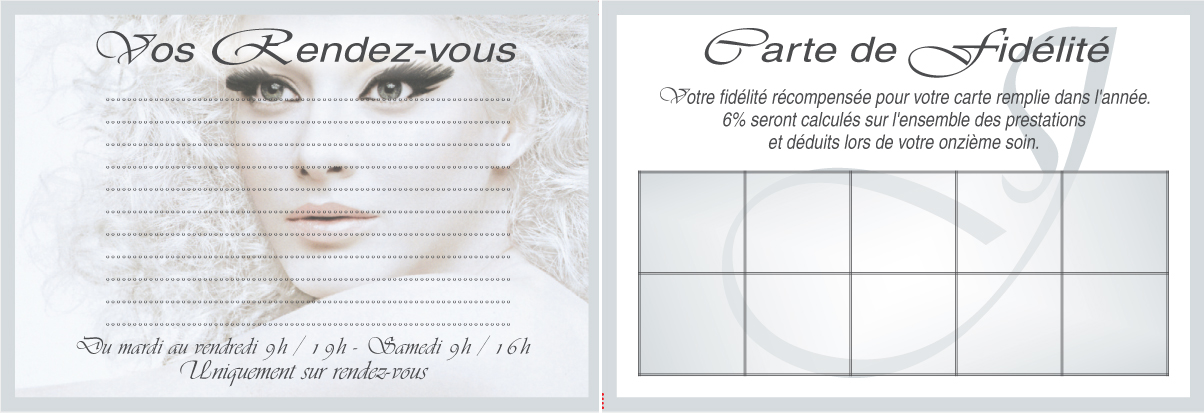 Vos Rendez-vous
Du mardi au vendredi 9h / 19h - Samedi 9h / 16h
Uniquement sur rendez-vous
Carte de Fidélité
Votre fidélité récompensée pour votre carte remplie dans l'année.
6% seront calculés sur l'ensemble des prestations
et déduits lors de votre onzième soin.